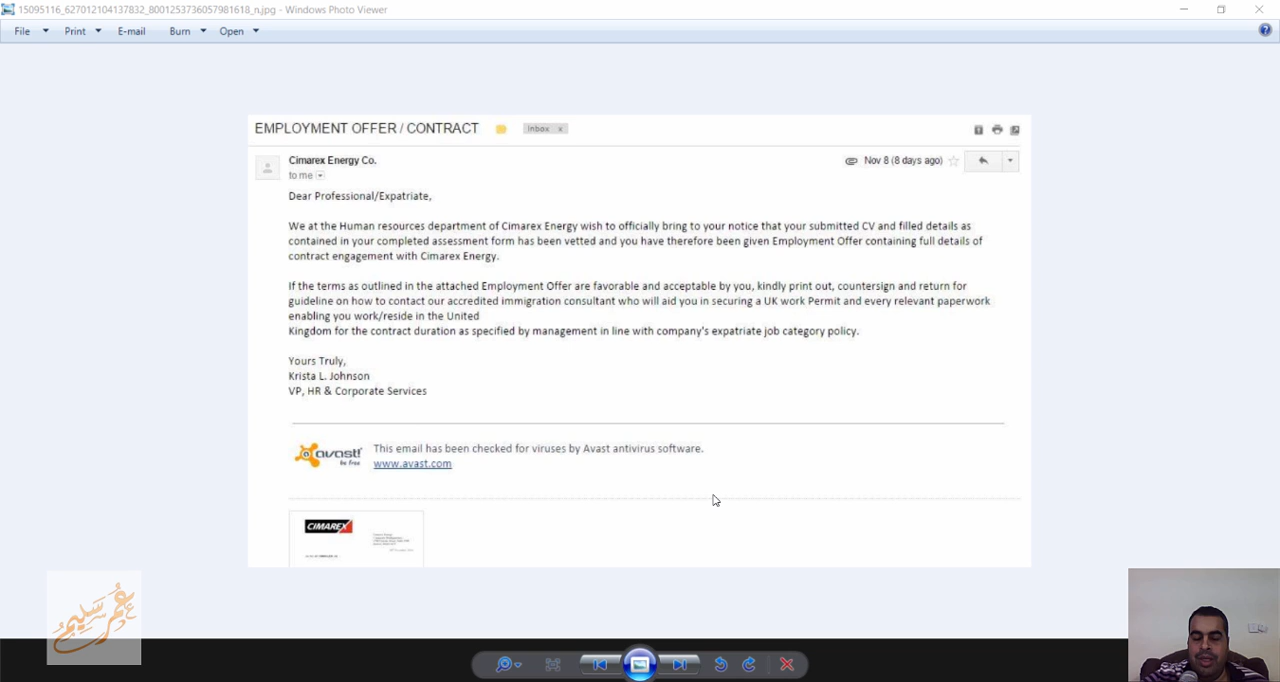 15095116_627012104137832_8001253736057981618_n.jpg - Windows Photo Viewer
File Print E-mail Burn Open
EMPLOYMENT OFFER / CONTRACT Inbox x
Cimarex Energy Co. Nov 8 (8 days ago)
to me
Dear Professional/Expatriate,
We at the Human resources department of Cimarex Energy wish to officially bring to your notice that your submitted CV and filled details as
contained in your completed assessment form has been vetted and you have therefore been given Employment Offer containing full details of
contract engagement with Cimarex Energy.
If the terms as outlined in the attached Employment Offer are favorable and acceptable by you, kindly print out, countersign and return for
guideline on how to contact our accredited immigration consultant who will aid you in securing a UK work Permit and every relevant paperwork
enabling you work/reside in the United
Kingdom for the contract duration as specified by management in line with company's expatriate job category policy.
Yours Truly,
Krista L. Johnson
VP, HR & Corporate Services
avast! This email has been checked for viruses by Avast antivirus software.
be free www.avast.com
CIMAREX
عمر سليم